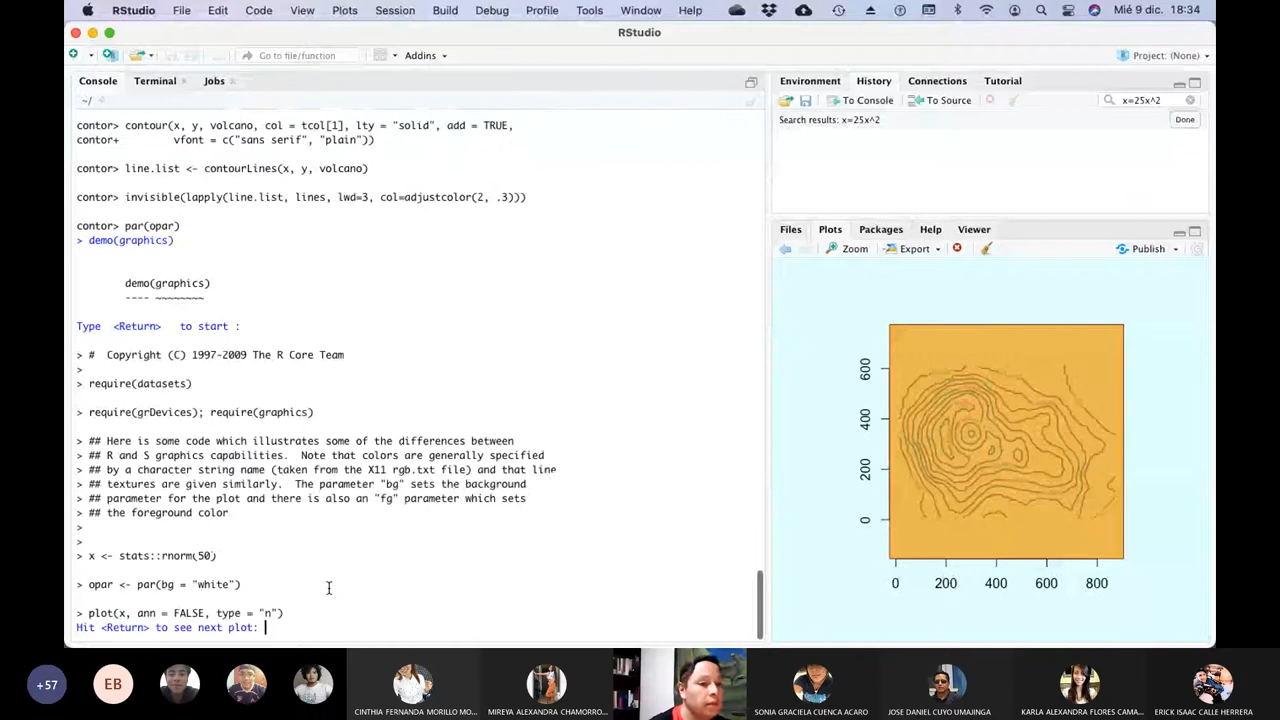 RStudio File Edit Code View Plots Session Build Debug Profile Tools Window Help Mié 9 dic. 18:34
RStudio
Go to file/function Addins Project: (None)
Console Terminal Jobs
~/
contor> contour(x, y, volcano, col = tcol[1], lty = "solid", add = TRUE,
contor+ vfont = c("sans serif", "plain"))
contor> line.list <- contourLines(x, y, volcano)
contor> invisible(lapply(line.list, lines, lwd=3, col=adjustcolor(2, .3)))
contor> par(opar)
> demo(graphics)
demo(graphics)
---- ~~~~~~~~
Type <Return> to start :
> # Copyright (C) 1997-2009 The R Core Team
>
> require(datasets)
> require(grDevices); require(graphics)
> ## Here is some code which illustrates some of the differences between
> ## R and S graphics capabilities. Note that colors are generally specified
> ## by a character string name (taken from the X11 rgb.txt file) and that line
> ## textures are given similarly. The parameter "bg" sets the background
> ## parameter for the plot and there is also an "fg" parameter which sets
> ## the foreground color
>
>
> x <- stats::rnorm(50)
> opar <- par(bg = "white")
> plot(x, ann = FALSE, type = "n")
Hit <Return> to see next plot:
Environment History Connections Tutorial
To Console To Source x=25x^2
Search results: x=25x^2 Done
Files Plots Packages Help Viewer
Zoom Export Publish
600
400
200
0
0 200 400 600 800
+57 EB
CINTHIA FERNANDA MORILLO MO... MIREYA ALEXANDRA CHAMORRO... SONIA GRACIELA CUENCA ACARO JOSE DANIEL CUYO UMAJINGA KARLA ALEXANDRA FLORES CAMA... ERICK ISAAC CALLE HERRERA